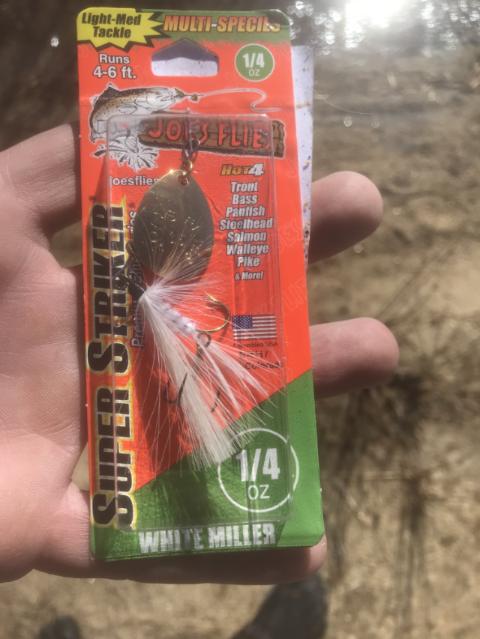 Light-Med
Tackle
MULTI-SPECIES
Runs
4-6 ft.
1/4
OZ
JOE'S FLIES
joesflies
HOT4
Trout
Bass
Panfish
Steelhead
Salmon
Walleye
Pike
& More!
SUPER STRIKER
1/4
OZ
WHITE MILLER